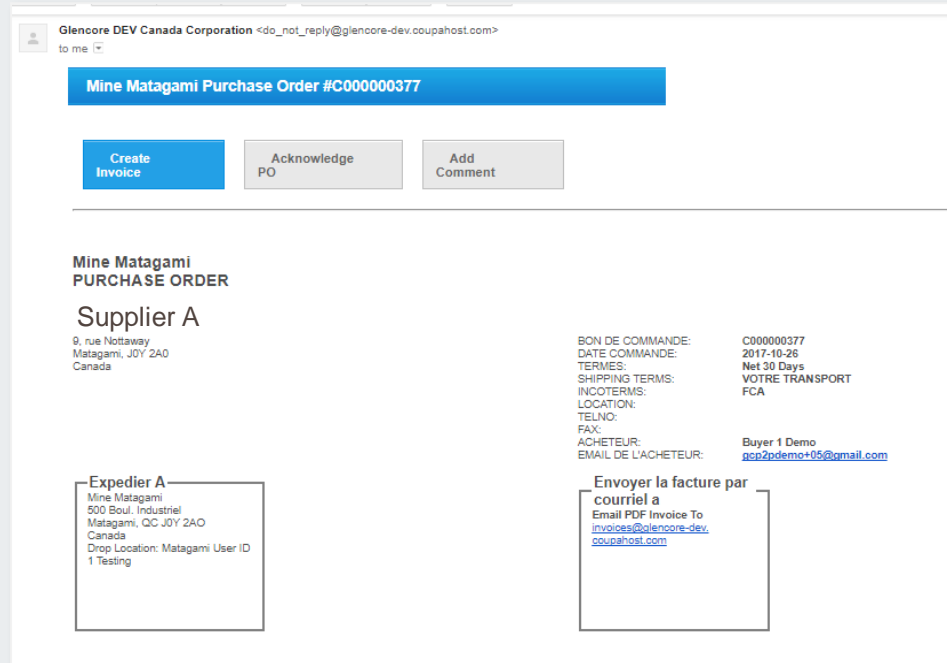 Glencore DEV Canada Corporation <do_not_reply@glencore-dev.coupahost.com>
to me
Mine Matagami Purchase Order #C000000377
Create
Invoice
Acknowledge
PO
Add
Comment
Mine Matagami
PURCHASE ORDER
Supplier A
9, rue Nottaway
Matagami, J0Y 2A0
Canada
BON DE COMMANDE: C000000377
DATE COMMANDE: 2017-10-26
TERMES: Net 30 Days
SHIPPING TERMS: VOTRE TRANSPORT
INCOTERMS: FCA
LOCATION:
TELNO:
FAX:
ACHETEUR: Buyer 1 Demo
EMAIL DE L'ACHETEUR: gcp2pdemo+05@gmail.com
Expedier A
Mine Matagami
500 Boul. Industriel
Matagami, QC J0Y 2AO
Canada
Drop Location: Matagami User ID
1 Testing
Envoyer la facture par
courriel a
Email PDF Invoice To
invoices@glencore-dev.
coupahost.com